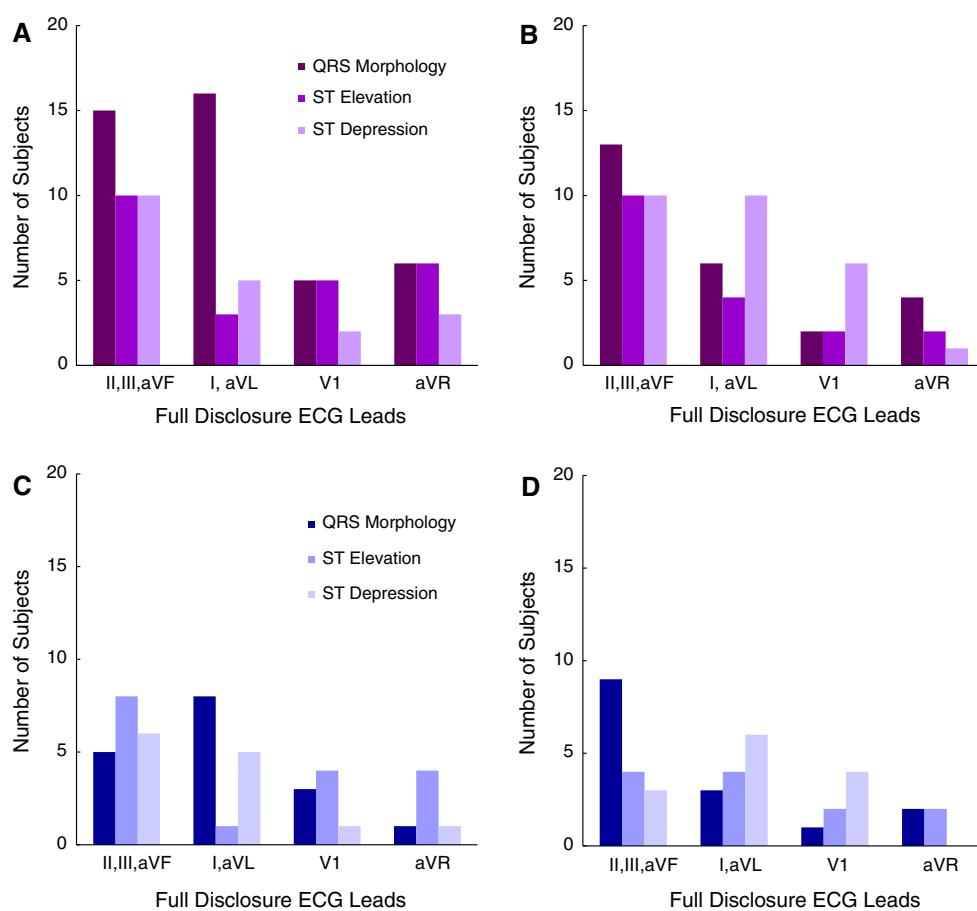 A
20
15
10
5
0
Number of Subjects
QRS Morphology
ST Elevation
ST Depression
II,III,aVF
I, aVL
V1
aVR
Full Disclosure ECG Leads
B
20
15
10
5
0
Number of Subjects
II,III,aVF
I, aVL
V1
aVR
Full Disclosure ECG Leads
C
20
15
10
5
0
Number of Subjects
QRS Morphology
ST Elevation
ST Depression
II,III,aVF
I,aVL
V1
aVR
Full Disclosure ECG Leads
D
20
15
10
5
0
Number of Subjects
II,III,aVF
I,aVL
V1
aVR
Full Disclosure ECG Leads